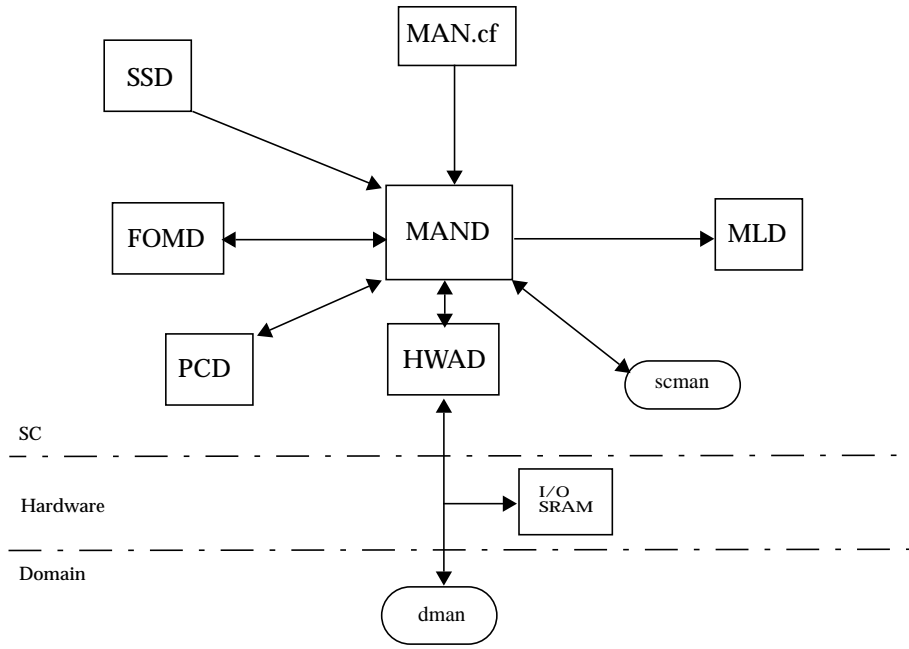 MAN.cf
SSD
FOMD
MAND
MLD
PCD
HWAD
scman
SC
Hardware
I/O
SRAM
Domain
dman